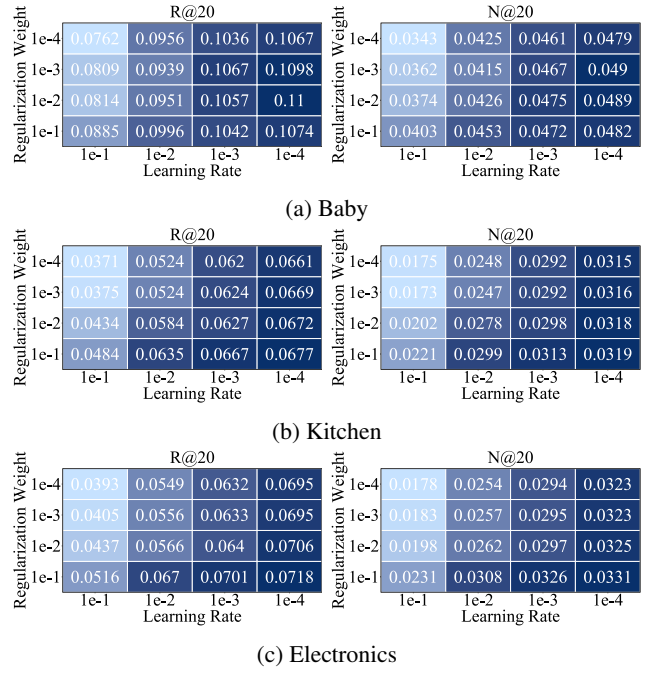 R@20
N@20
Regularization Weight
1e-4 0.0762 0.0956 0.1036 0.1067
1e-3 0.0809 0.0939 0.1067 0.1098
1e-2 0.0814 0.0951 0.1057 0.11
1e-1 0.0885 0.0996 0.1042 0.1074
1e-1 1e-2 1e-3 1e-4
Learning Rate
Regularization Weight
1e-4 0.0343 0.0425 0.0461 0.0479
1e-3 0.0362 0.0415 0.0467 0.049
1e-2 0.0374 0.0426 0.0475 0.0489
1e-1 0.0403 0.0453 0.0472 0.0482
1e-1 1e-2 1e-3 1e-4
Learning Rate
(a) Baby
R@20
N@20
Regularization Weight
1e-4 0.0371 0.0524 0.062 0.0661
1e-3 0.0375 0.0524 0.0624 0.0669
1e-2 0.0434 0.0584 0.0627 0.0672
1e-1 0.0484 0.0635 0.0667 0.0677
1e-1 1e-2 1e-3 1e-4
Learning Rate
Regularization Weight
1e-4 0.0175 0.0248 0.0292 0.0315
1e-3 0.0173 0.0247 0.0292 0.0316
1e-2 0.0202 0.0278 0.0298 0.0318
1e-1 0.0221 0.0299 0.0313 0.0319
1e-1 1e-2 1e-3 1e-4
Learning Rate
(b) Kitchen
R@20
N@20
Regularization Weight
1e-4 0.0393 0.0549 0.0632 0.0695
1e-3 0.0405 0.0556 0.0633 0.0695
1e-2 0.0437 0.0566 0.064 0.0706
1e-1 0.0516 0.067 0.0701 0.0718
1e-1 1e-2 1e-3 1e-4
Learning Rate
Regularization Weight
1e-4 0.0178 0.0254 0.0294 0.0323
1e-3 0.0183 0.0257 0.0295 0.0323
1e-2 0.0198 0.0262 0.0297 0.0325
1e-1 0.0231 0.0308 0.0326 0.0331
1e-1 1e-2 1e-3 1e-4
Learning Rate
(c) Electronics